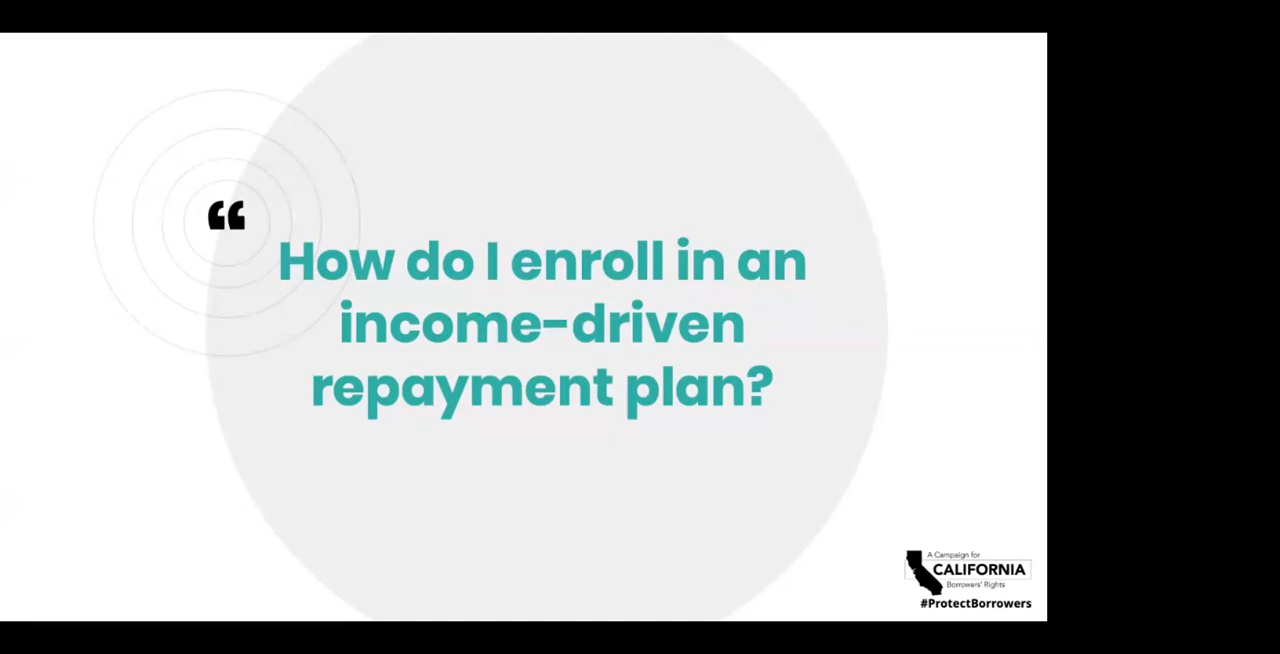 “
How do I enroll in an
income-driven
repayment plan?
A Campaign for
CALIFORNIA
Borrowers' Rights
#ProtectBorrowers